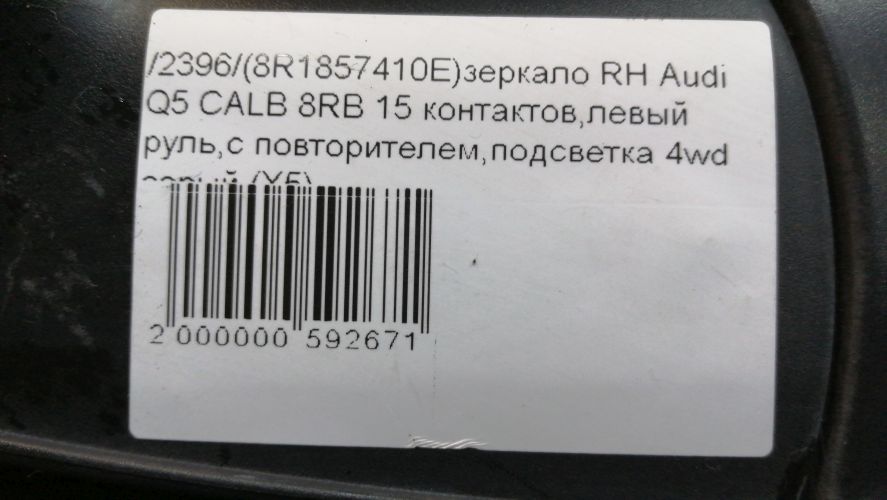 /2396/(8R1857410E)зеркало RH Audi
Q5 CALB 8RB 15 контактов,левый
руль,с повторителем,подсветка 4wd
2 000000 592671